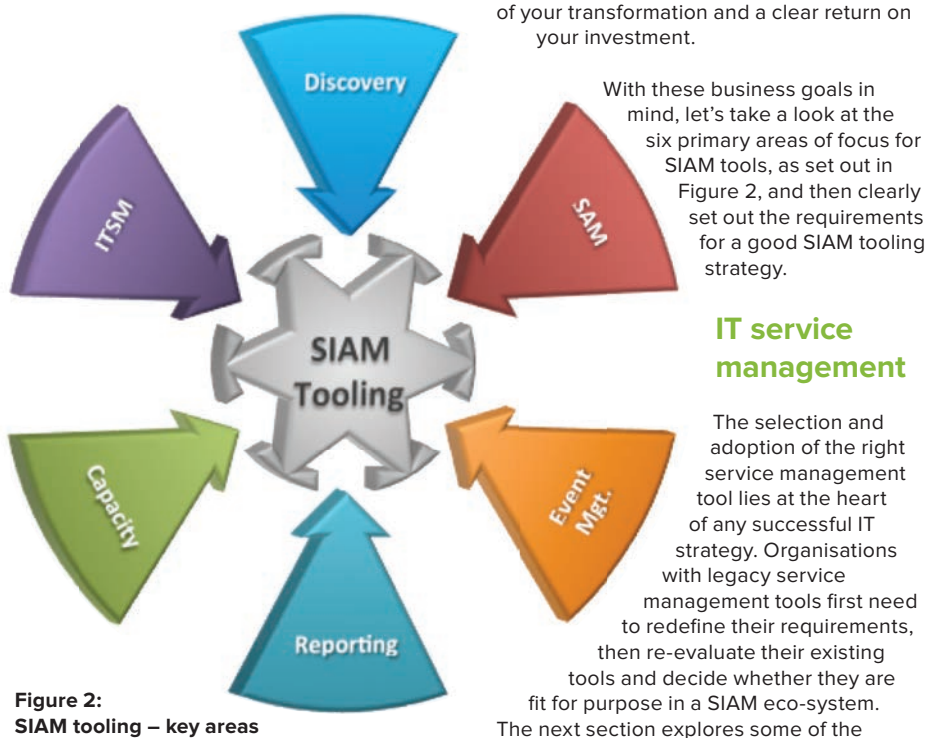 of your transformation and a clear return on
your investment.
With these business goals in
mind, let's take a look at the
six primary areas of focus for
SIAM tools, as set out in
Figure 2, and then clearly
set out the requirements
for a good SIAM tooling
strategy.
IT service
management
The selection and
adoption of the right
service management
tool lies at the heart
of any successful IT
strategy. Organisations
with legacy service
management tools first need
to redefine their requirements,
then re-evaluate their existing
tools and decide whether they are
fit for purpose in a SIAM eco-system.
The next section explores some of the
Discovery
SAM
Event
Mgt.
Reporting
Capacity
ITSM
SIAM
Tooling
Figure 2:
SIAM tooling – key areas